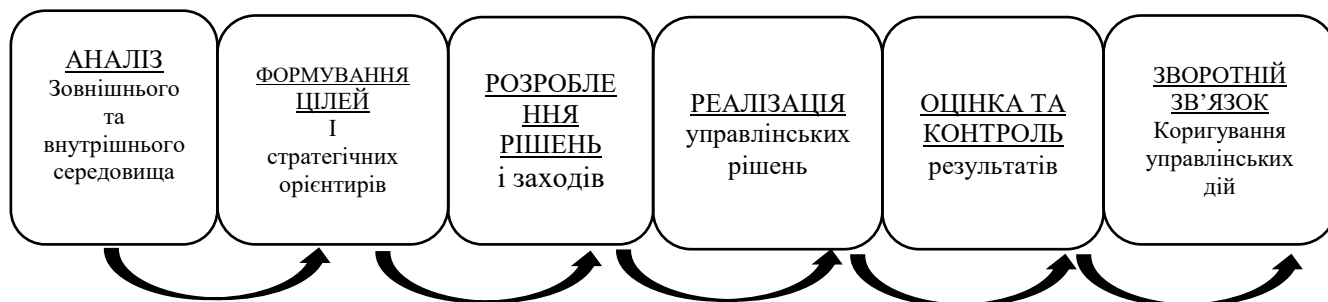 АНАЛІЗ
Зовнішнього
та
внутрішнього
середовища
ФОРМУВАННЯ
ЦІЛЕЙ
І
стратегічних
орієнтирів
РОЗРОБЛЕ
ННЯ
РІШЕНЬ
і заходів
РЕАЛІЗАЦІЯ
управлінських
рішень
ОЦІНКА ТА
КОНТРОЛЬ
результатів
ЗВОРОТНІЙ
ЗВ’ЯЗОК
Коригування
управлінських
дій